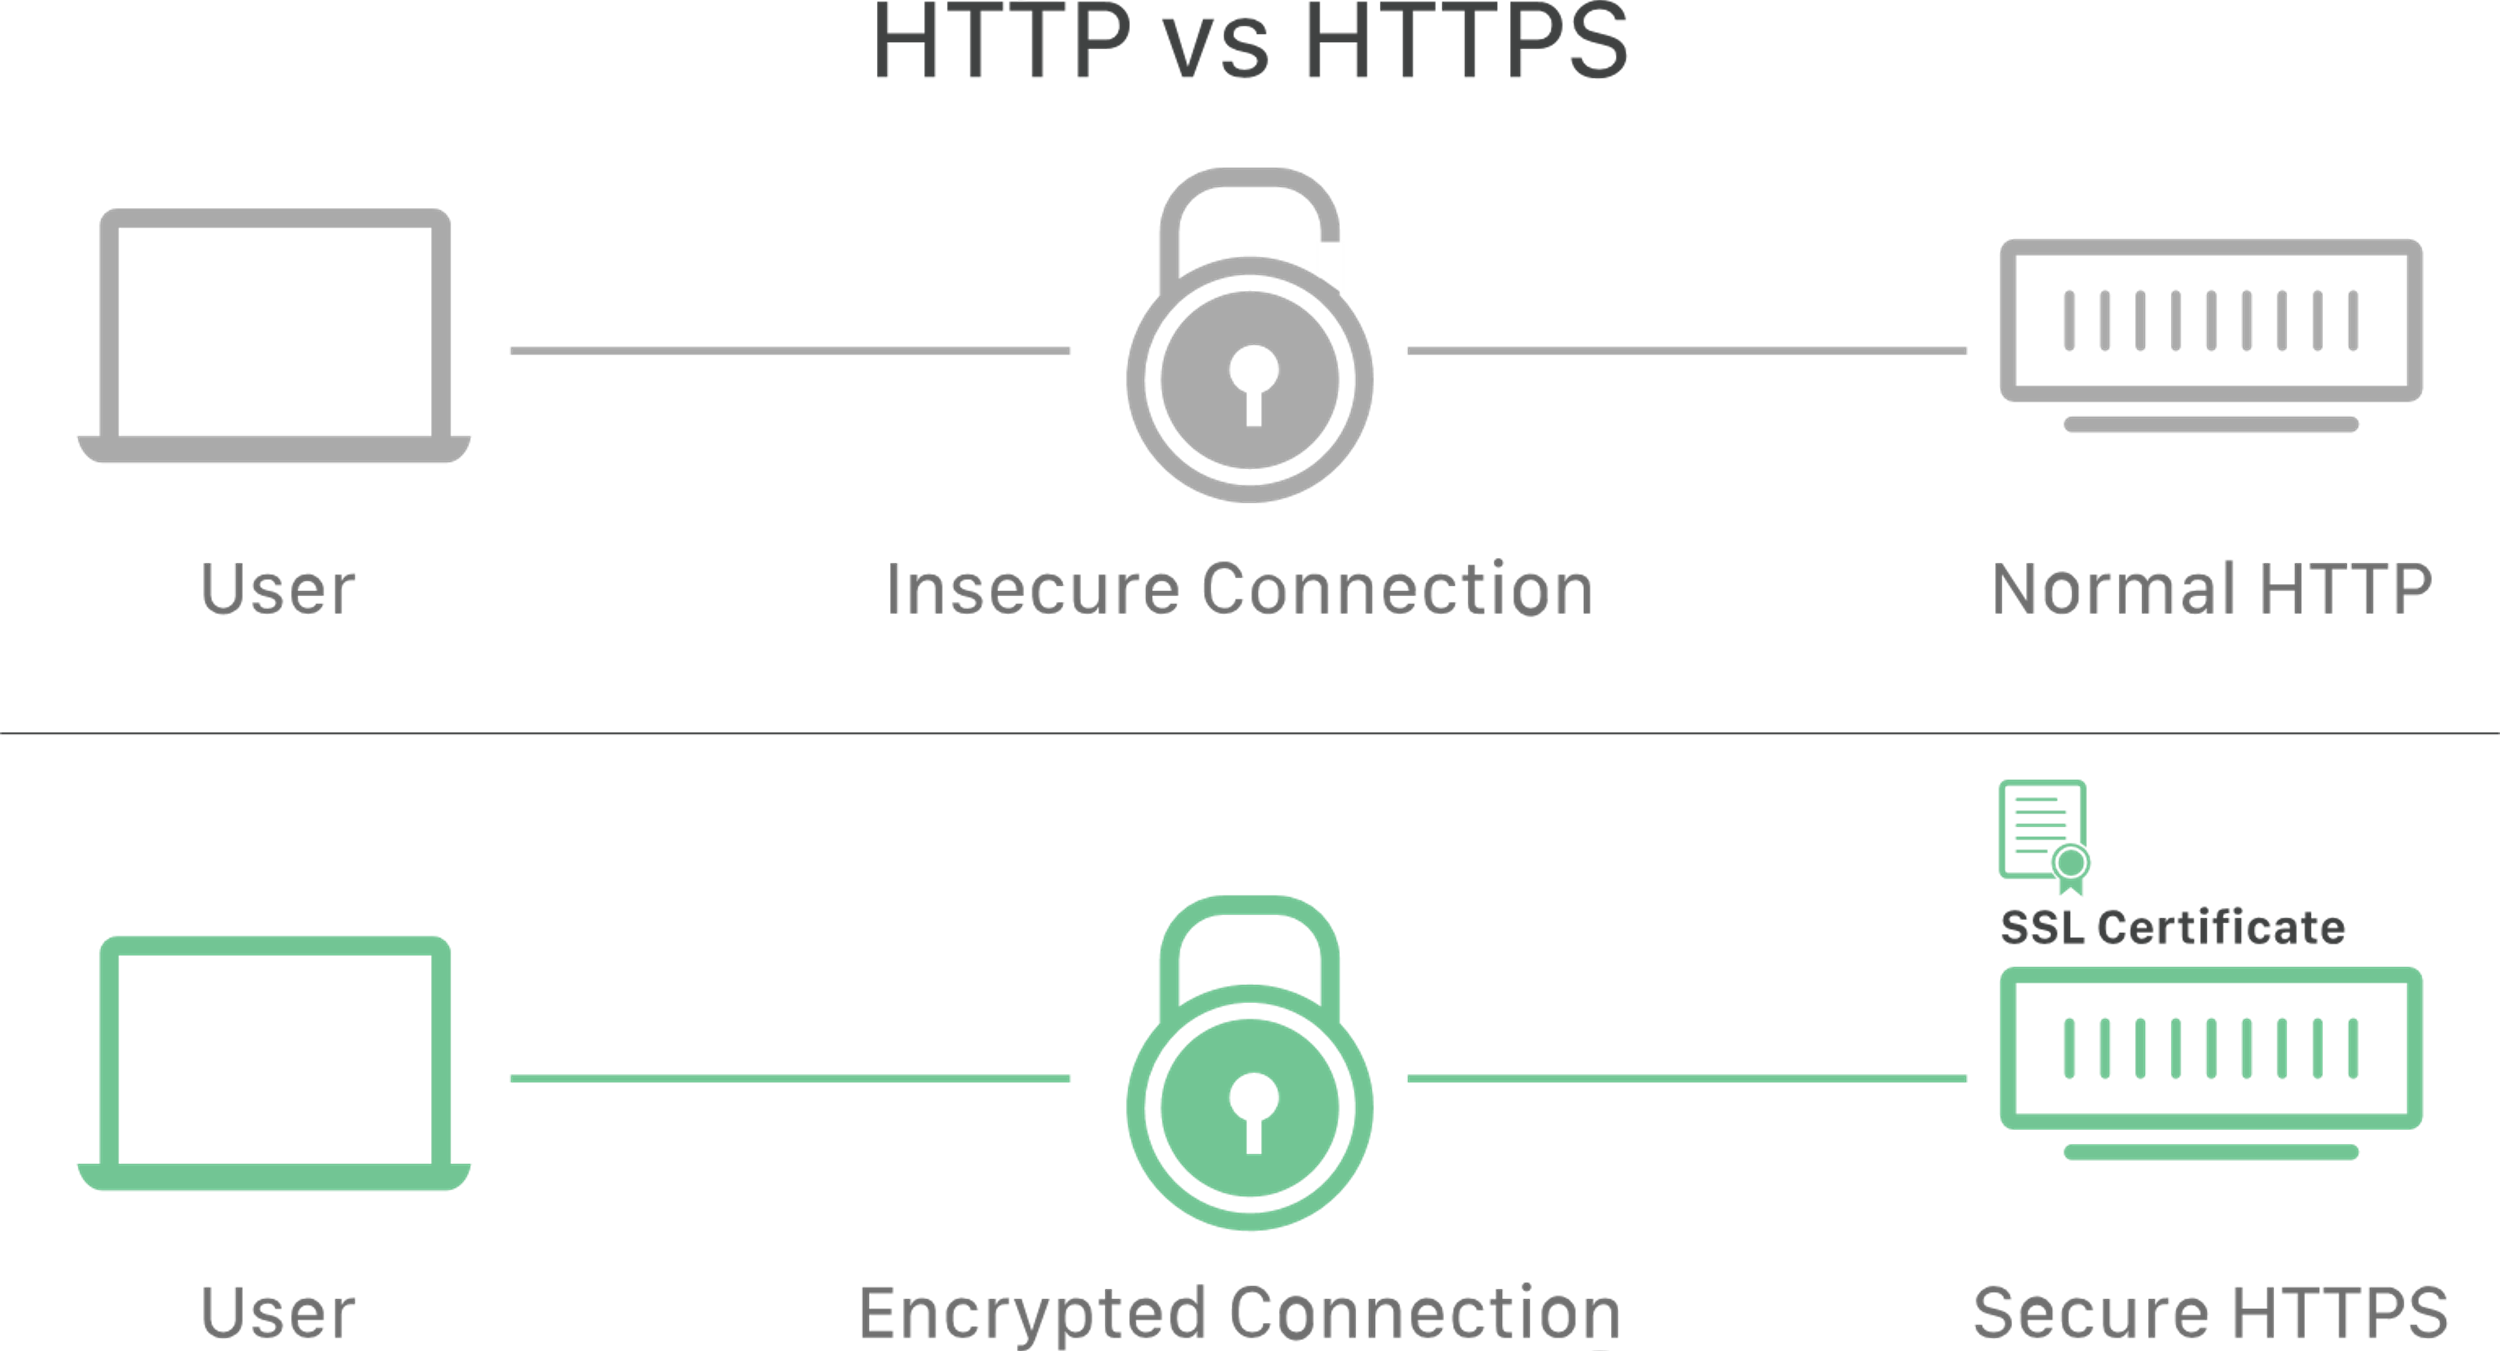 HTTP vs HTTPS
User
Insecure Connection
Normal HTTP
SSL Certificate
User
Encrypted Connection
Secure HTTPS